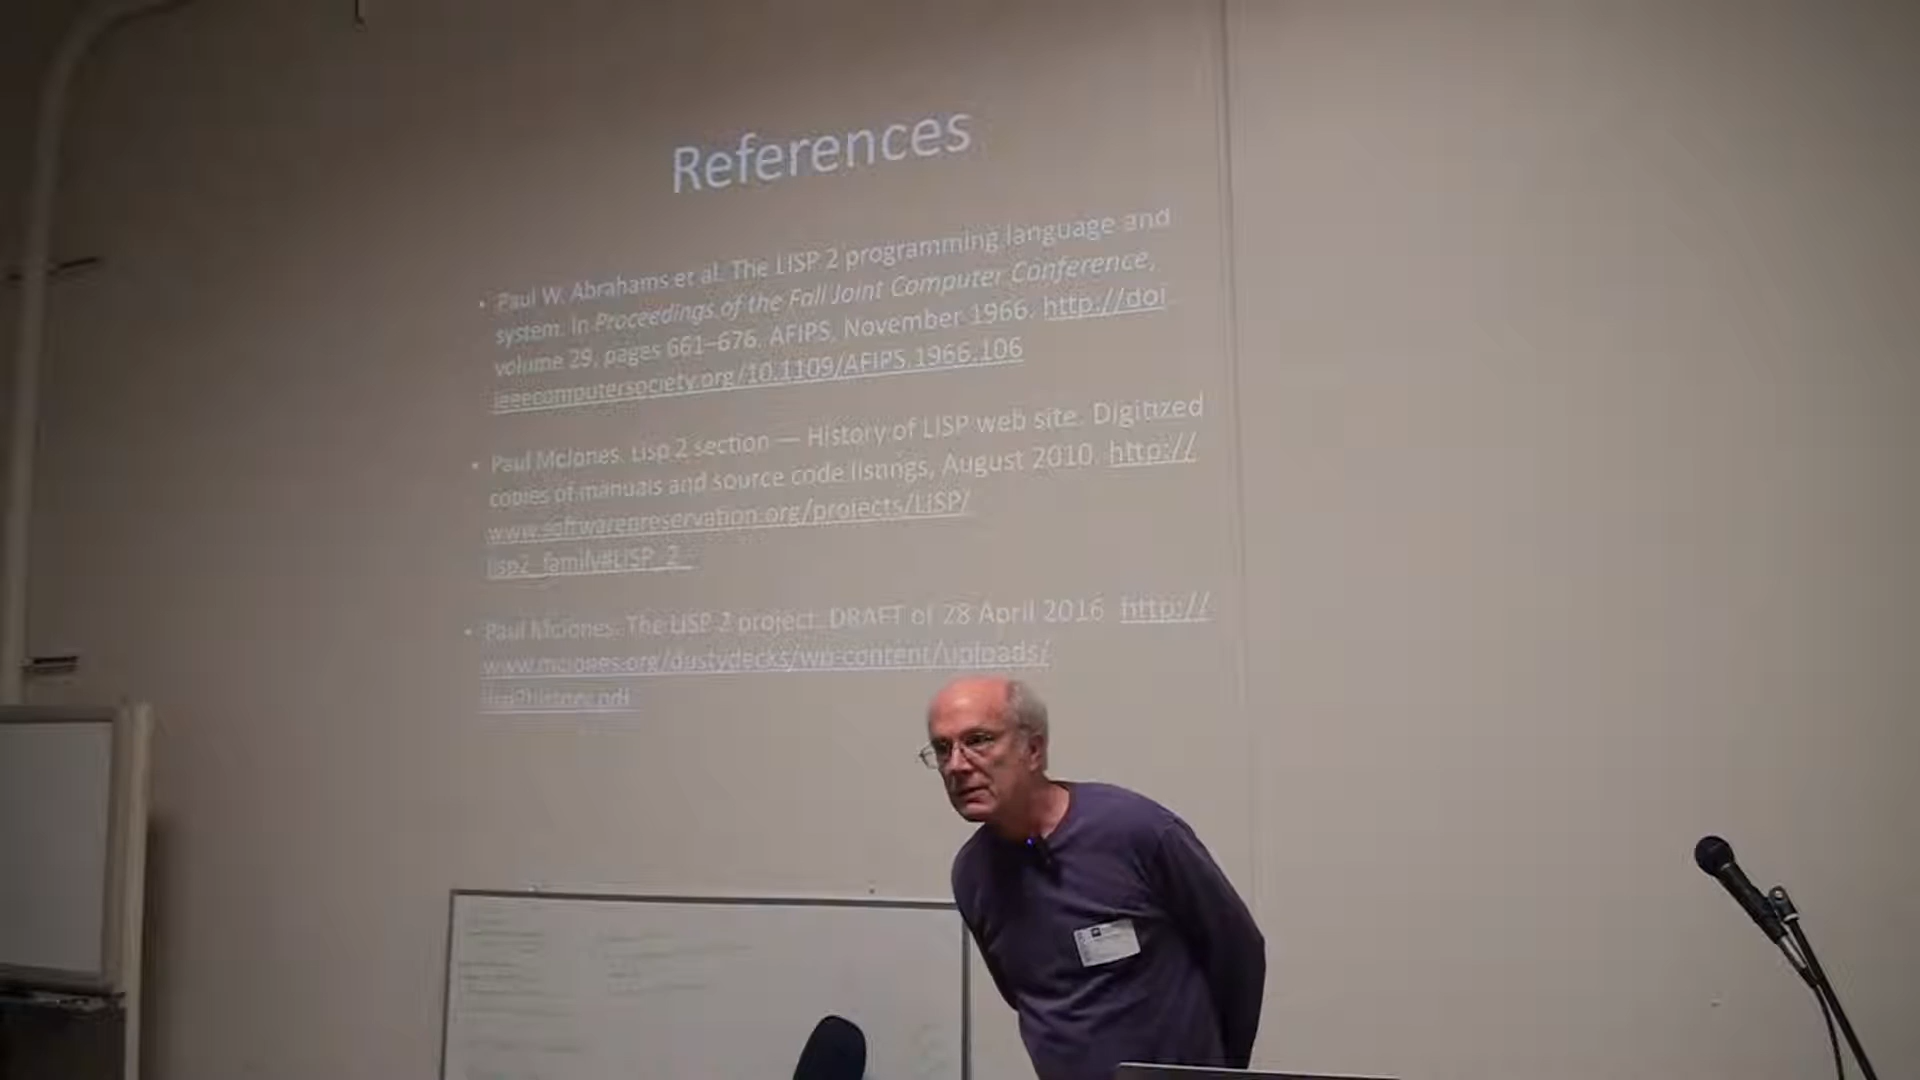 References
• Paul W. Abrahams et al. The LISP 2 programming language and
system. In Proceedings of the Fall Joint Computer Conference,
volume 29, pages 661–676. AFIPS, November 1966. http://doi
ieeecomputersociety.org/10.1109/AFIPS.1966.106
• Paul McJones. Lisp 2 section — History of LISP web site. Digitized
copies of manuals and source code listings, August 2010. http://
www.softwarepreservation.org/projects/LISP/
lisp2_family#LISP_2_
• Paul McJones. The LISP 2 project. DRAFT of 28 April 2016. http://
www.mcjones.org/dustydecks/wp-content/uploads/